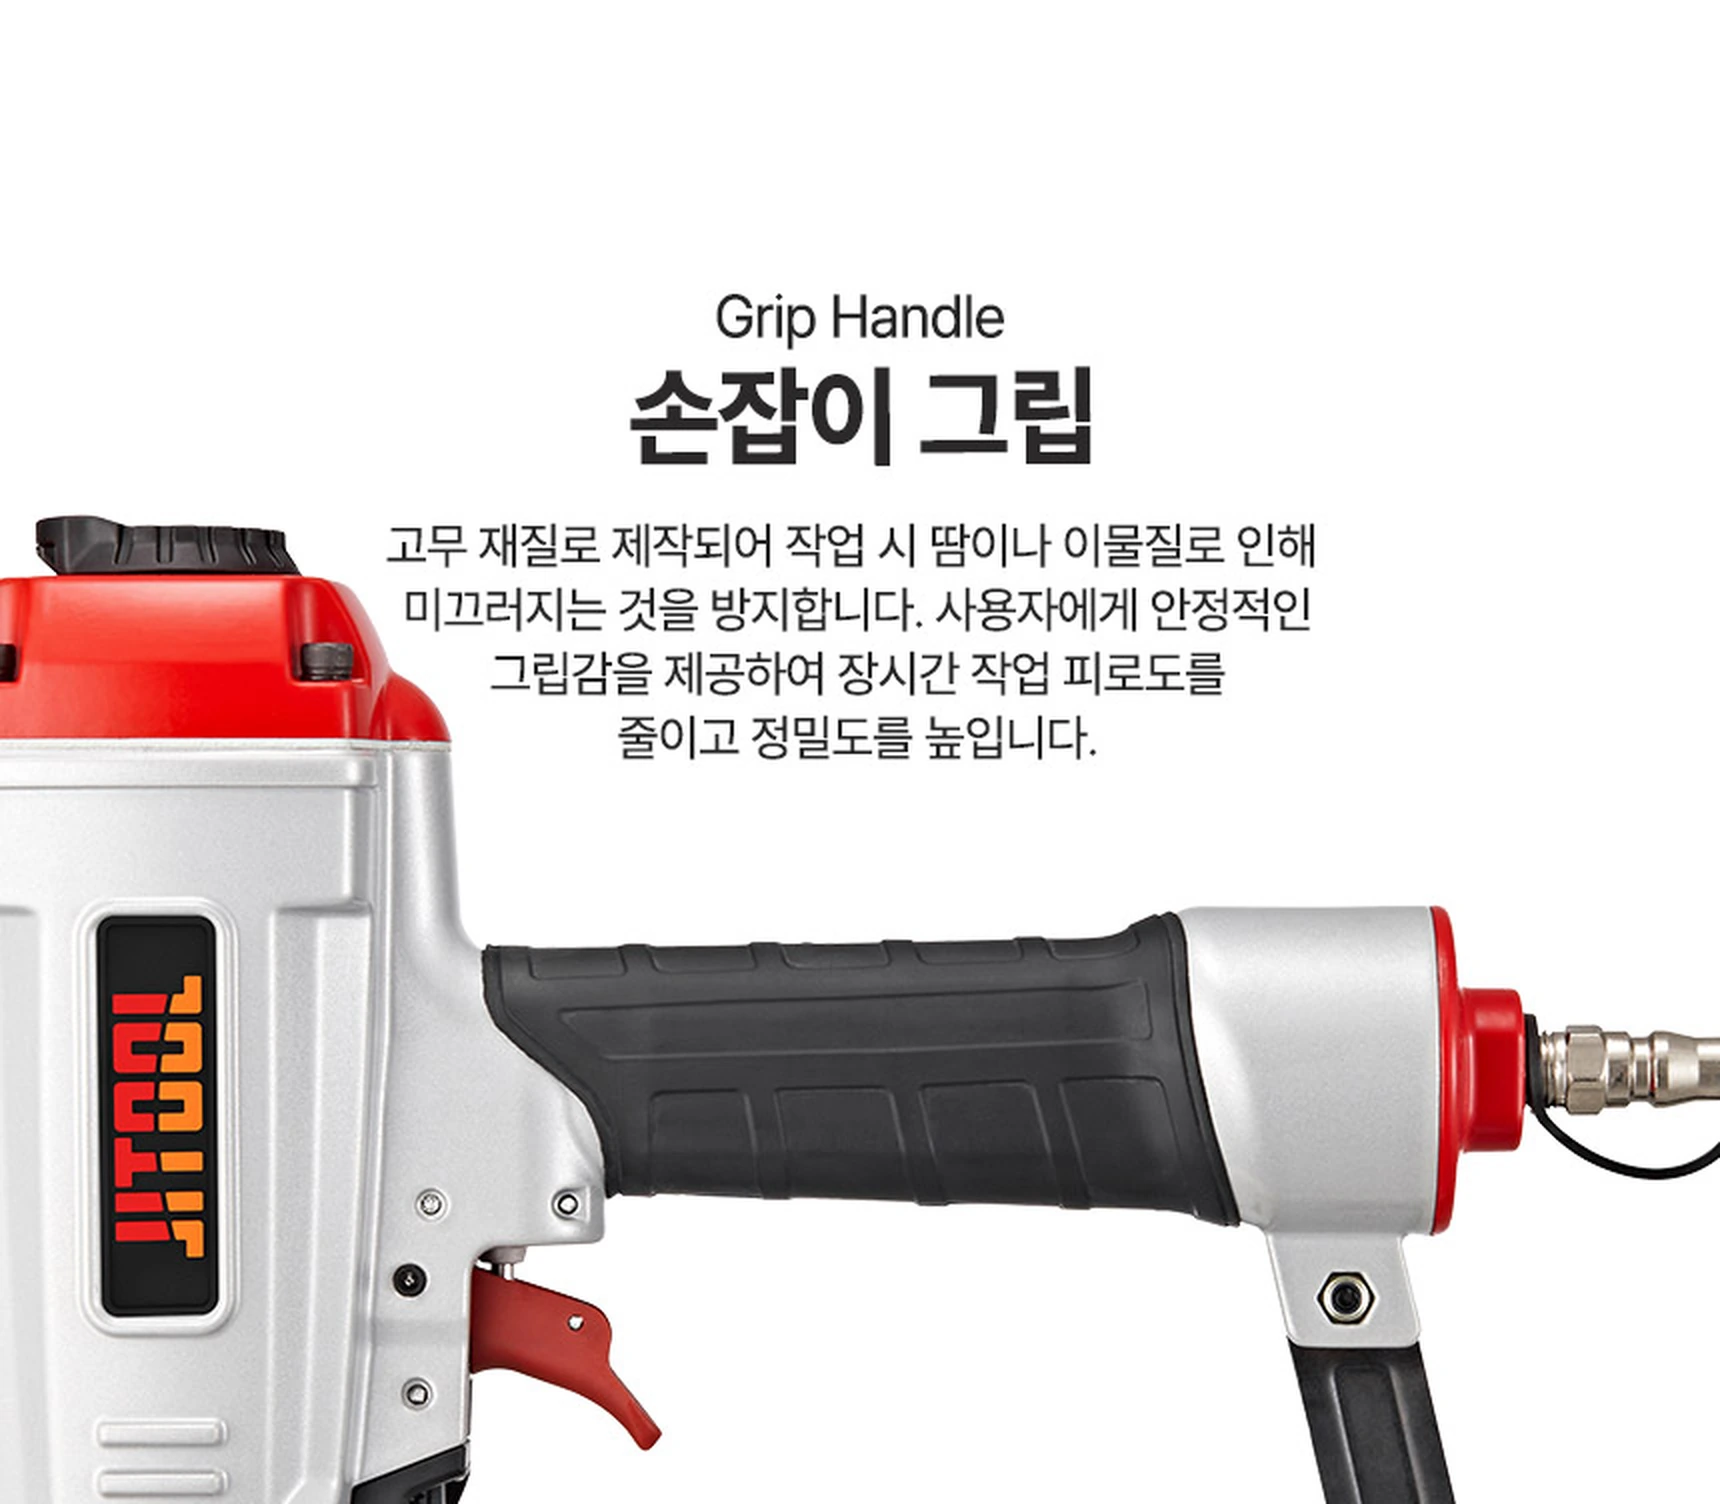 Grip Handle
손잡이 그립
고무 재질로 제작되어 작업 시 땀이나 이물질로 인해
미끄러지는 것을 방지합니다. 사용자에게 안정적인
그립감을 제공하여 장시간 작업 피로도를
줄이고 정밀도를 높입니다.
JITOOL